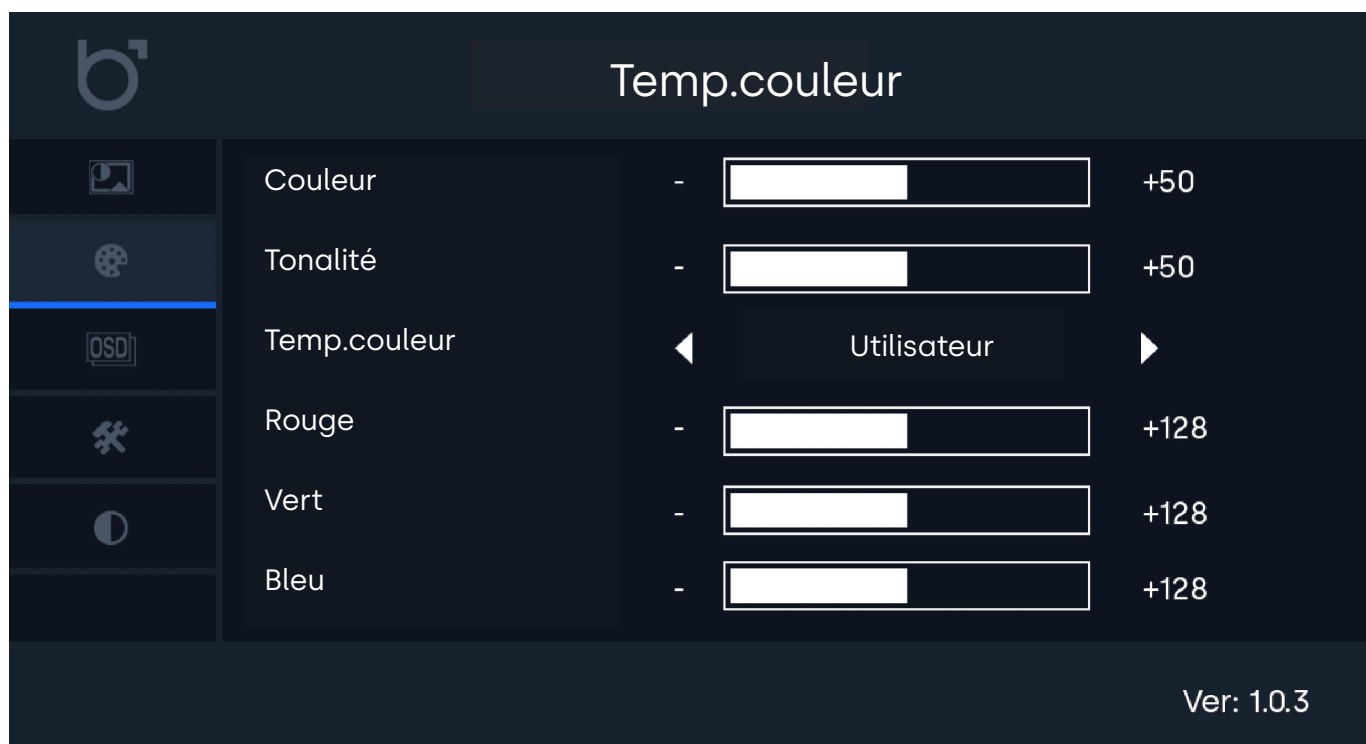 Temp.couleur
Couleur - +50
Tonalité - +50
Temp.couleur Utilisateur
OSD
Rouge - +128
Vert - +128
Bleu - +128
Ver: 1.0.3